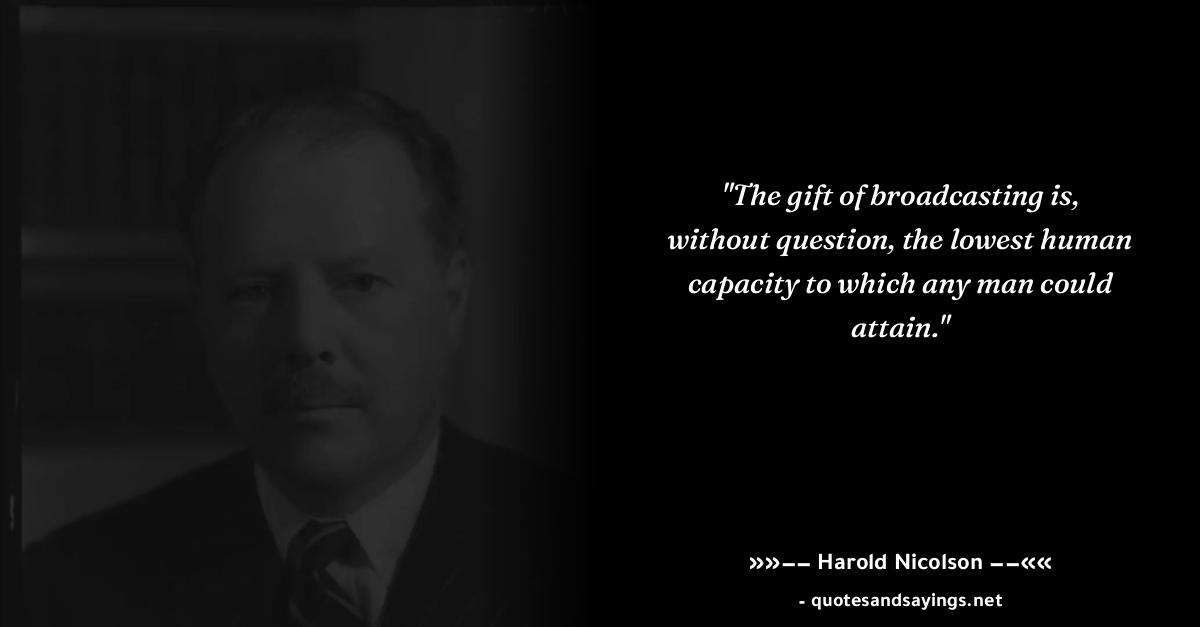 "The gift of broadcasting is,
without question, the lowest human
capacity to which any man could
attain."
»»–– Harold Nicolson ––««
- quotesandsayings.net